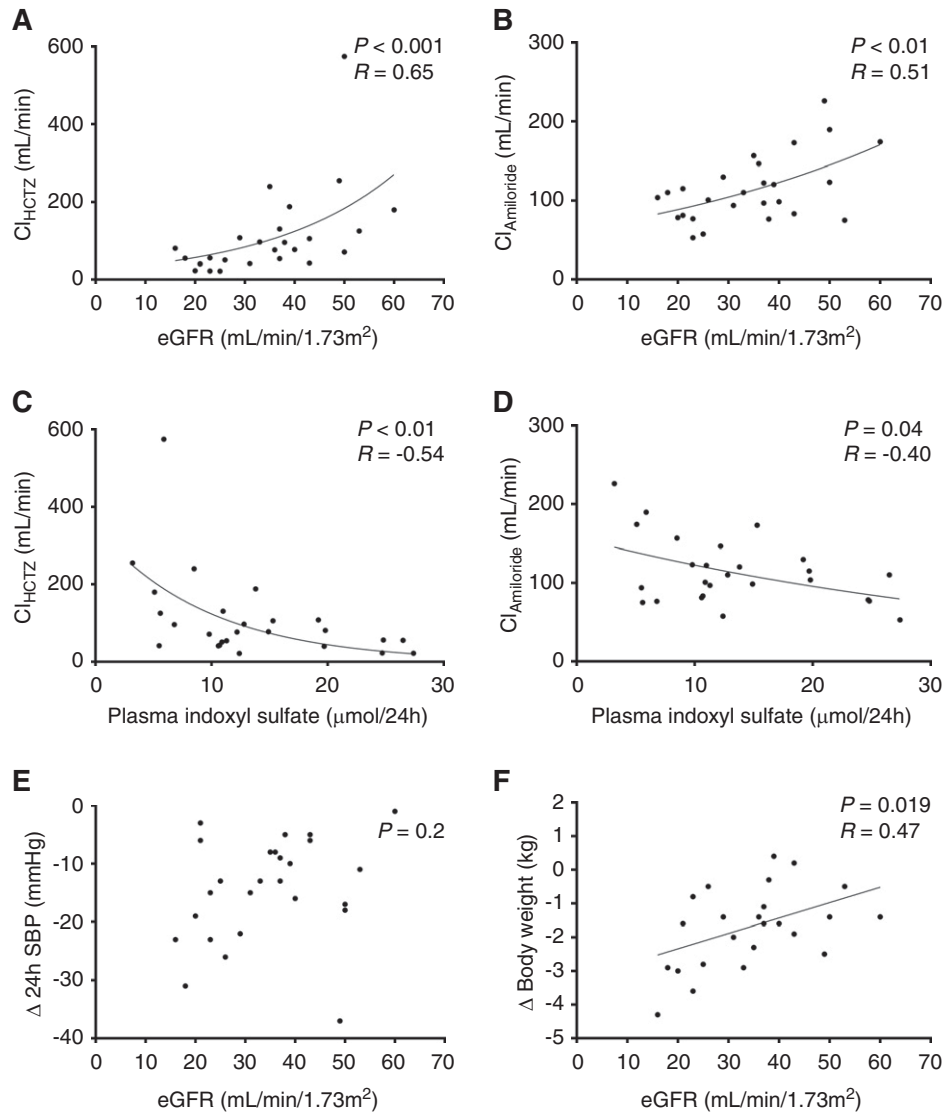 A
P < 0.001
R = 0.65
600
400
200
0
Cl_HCTZ (mL/min)
0 10 20 30 40 50 60 70
eGFR (mL/min/1.73m²)
B
P < 0.01
R = 0.51
300
200
100
0
Cl_Amiloride (mL/min)
0 10 20 30 40 50 60 70
eGFR (mL/min/1.73m²)
C
P < 0.01
R = -0.54
600
400
200
0
Cl_HCTZ (mL/min)
0 10 20 30
Plasma indoxyl sulfate (μmol/24h)
D
P = 0.04
R = -0.40
300
200
100
0
Cl_Amiloride (mL/min)
0 10 20 30
Plasma indoxyl sulfate (μmol/24h)
E
P = 0.2
0
-10
-20
-30
-40
Δ 24h SBP (mmHg)
0 10 20 30 40 50 60 70
eGFR (mL/min/1.73m²)
F
P = 0.019
R = 0.47
2
1
0
-1
-2
-3
-4
-5
Δ Body weight (kg)
0 10 20 30 40 50 60 70
eGFR (mL/min/1.73m²)